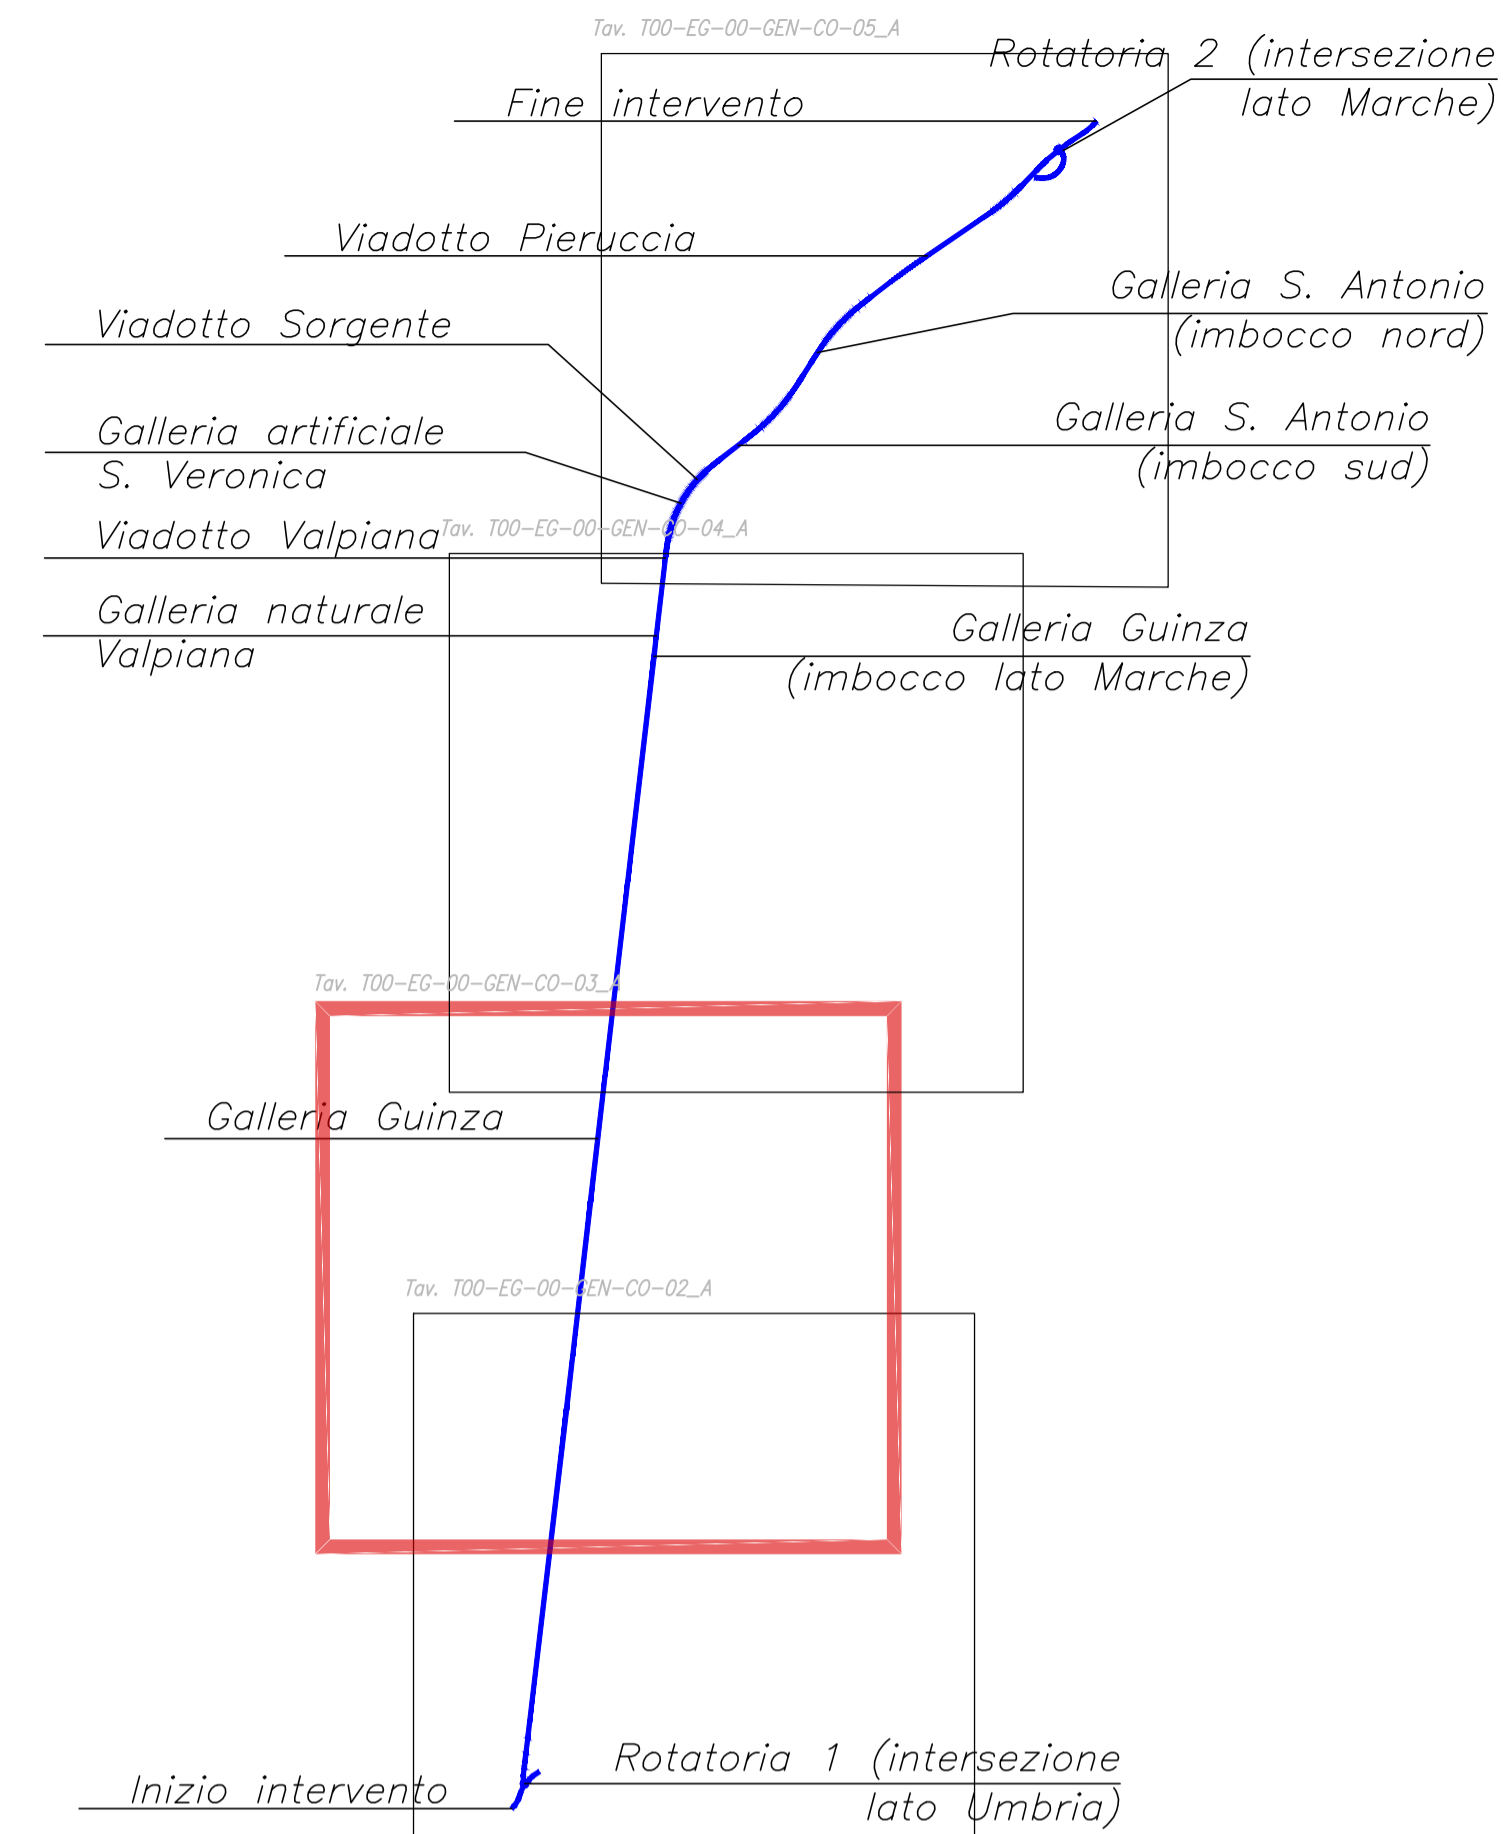 Tav. T00-EG-00-GEN-CO-05_A
Rotatoria 2 (intersezione
lato Marche)
Fine intervento
Viadotto Pieruccia
Galleria S. Antonio
(imbocco nord)
Viadotto Sorgente
Galleria S. Antonio
(imbocco sud)
Galleria artificiale
S. Veronica
Tav. T00-EG-00-GEN-CO-04_A
Viadotto Valpiana
Galleria naturale
Valpiana
Galleria Guinza
(imbocco lato Marche)
Tav. T00-EG-00-GEN-CO-03_A
Galleria Guinza
Tav. T00-EG-00-GEN-CO-02_A
Rotatoria 1 (intersezione
lato Umbria)
Inizio intervento